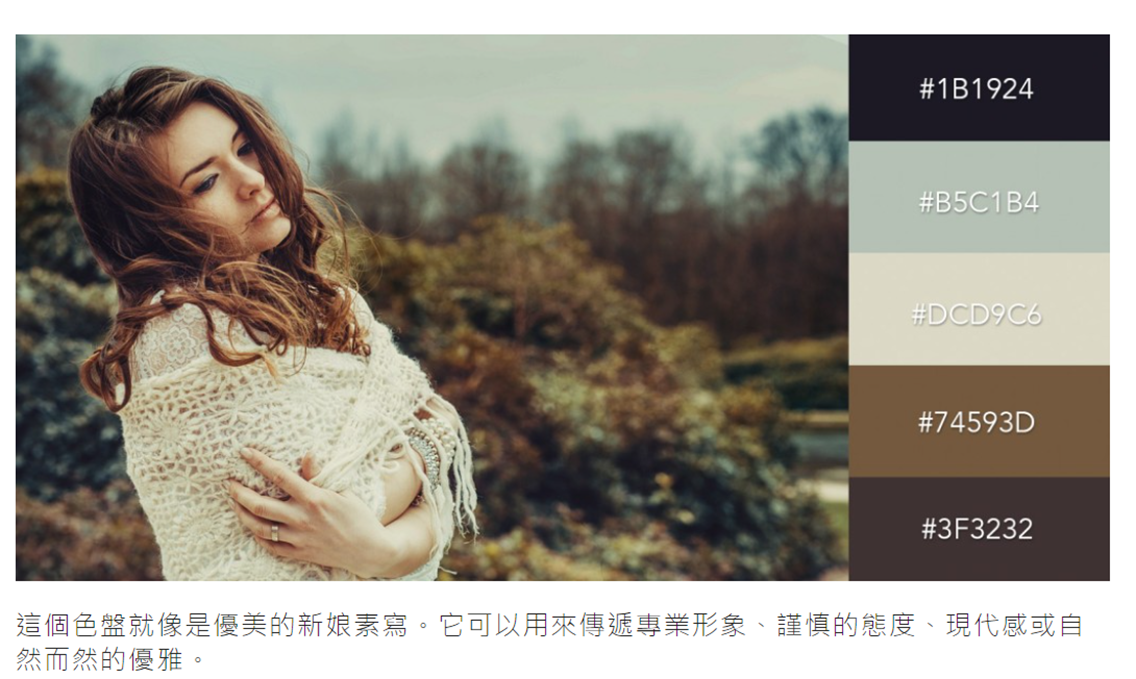 #1B1924
#B5C1B4
#DCD9C6
#74593D
#3F3232
這個色盤就像是優美的新娘素寫。它可以用來傳遞專業形象、謹慎的態度、現代感或自
然而然的優雅。